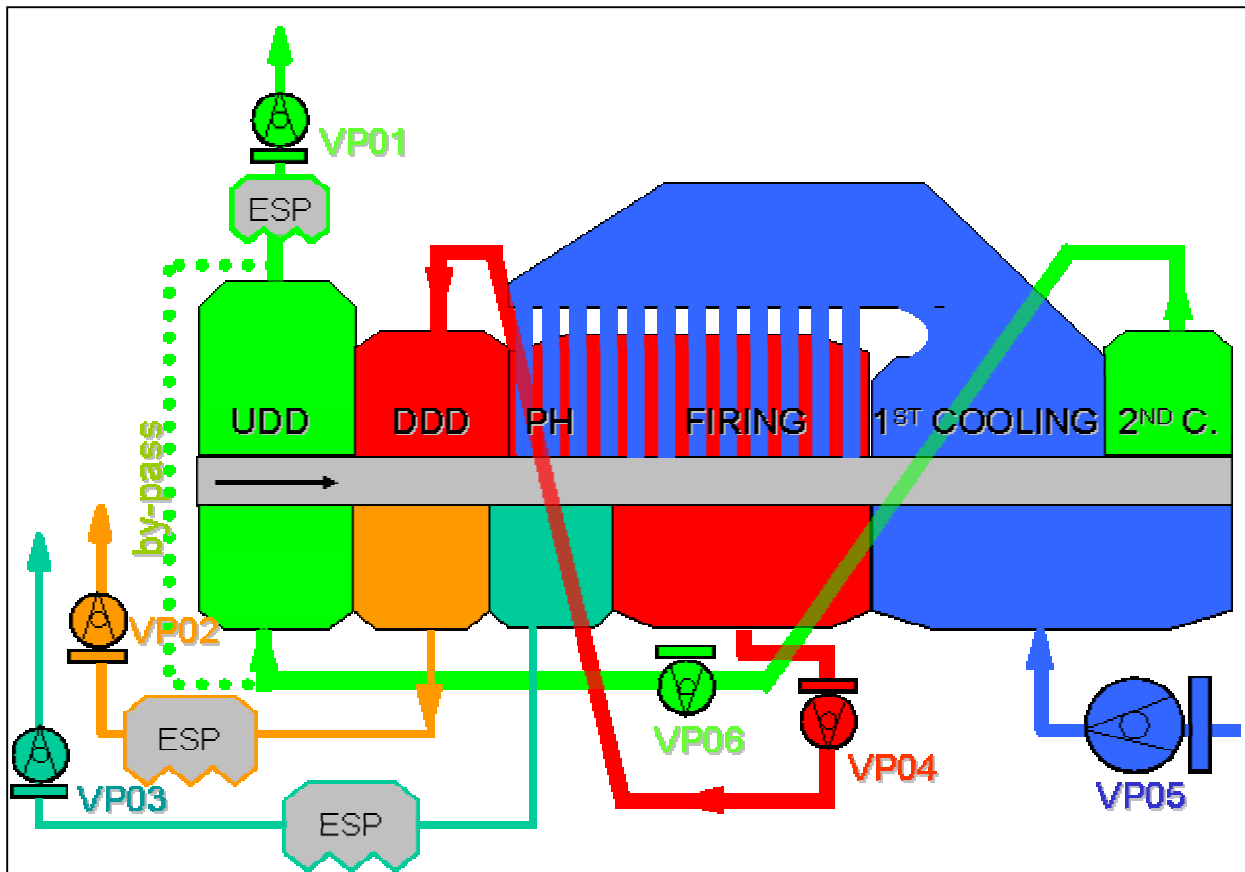 VP01
ESP
UDD
DDD
PH
FIRING
1ST COOLING
2ND C.
by-pass
VP02
ESP
VP03
ESP
VP06
VP04
VP05